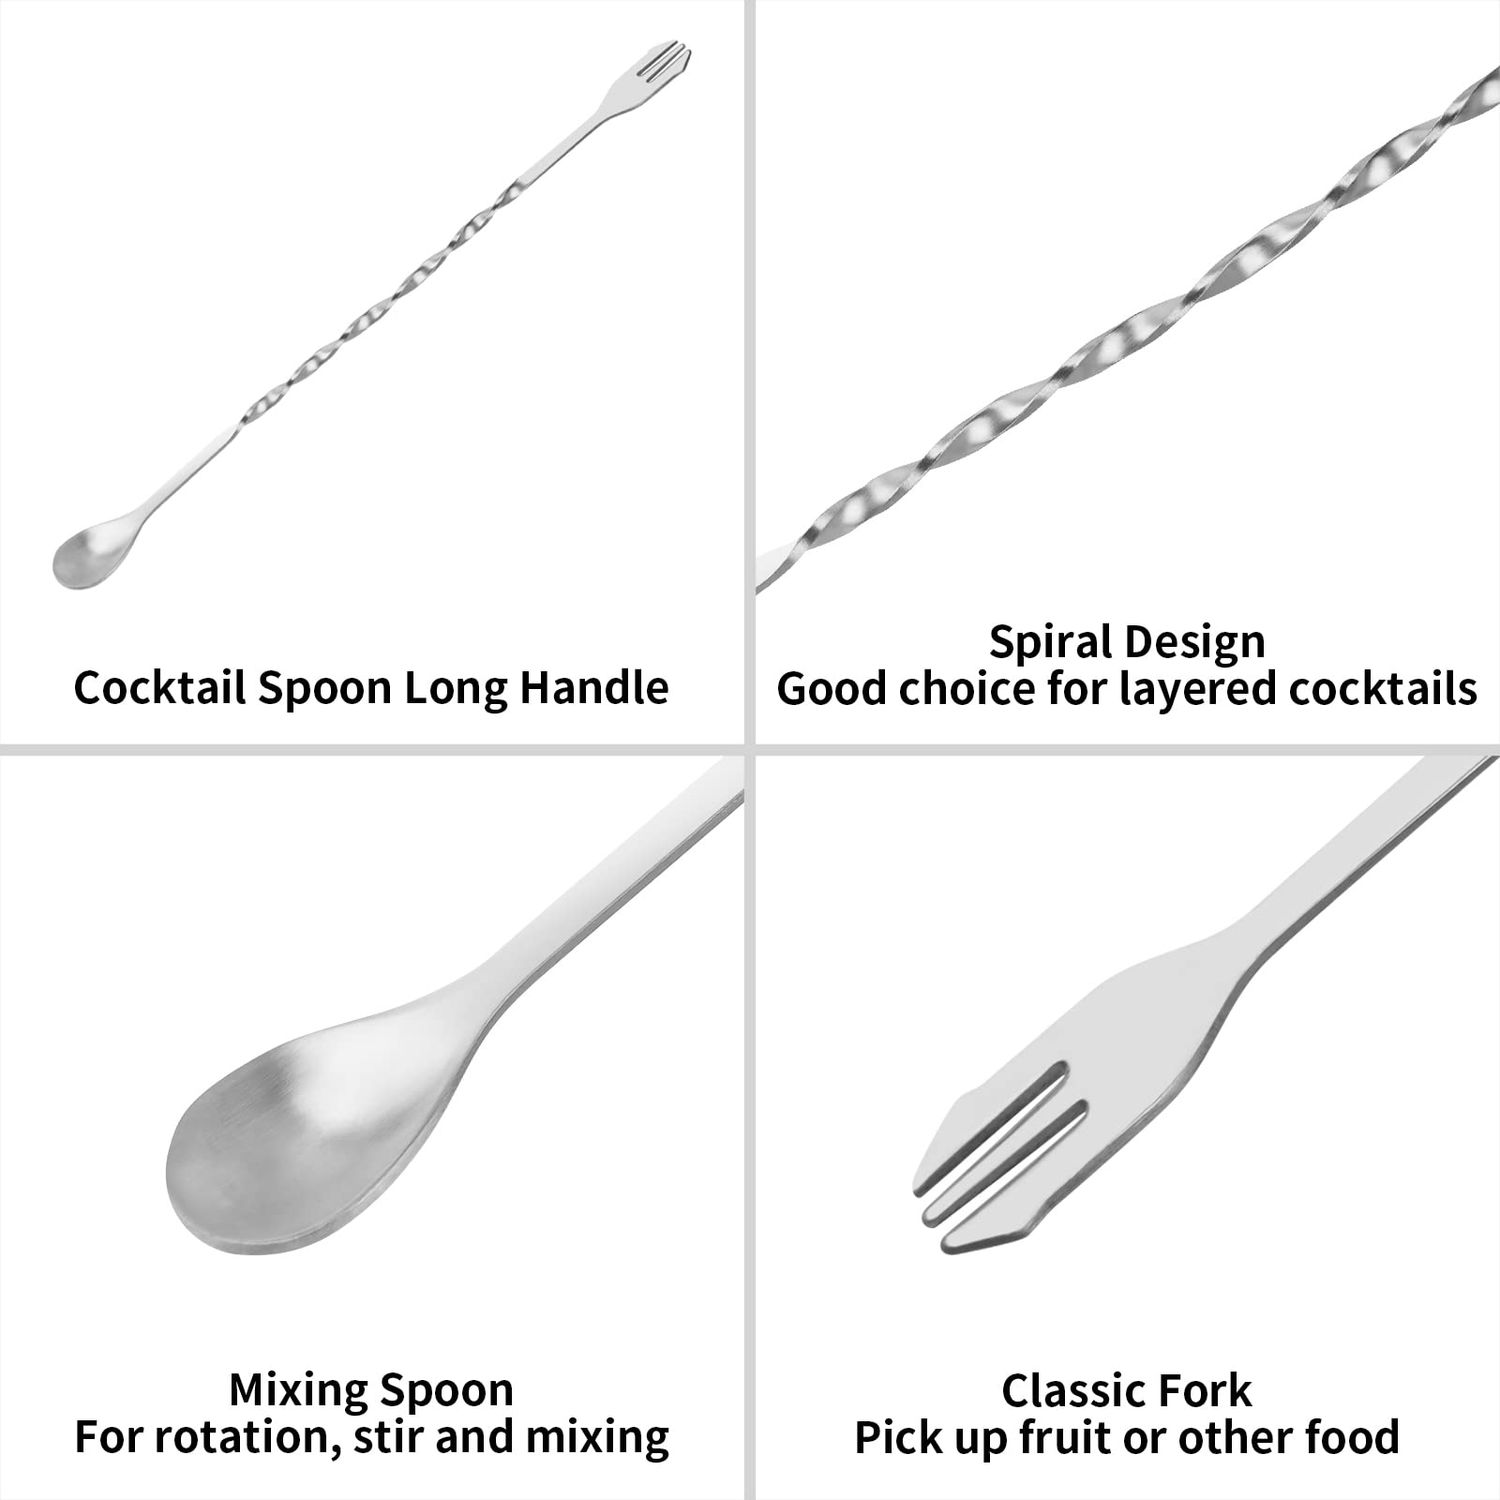 Cocktail Spoon Long Handle
Spiral Design
Good choice for layered cocktails
Mixing Spoon
For rotation, stir and mixing
Classic Fork
Pick up fruit or other food